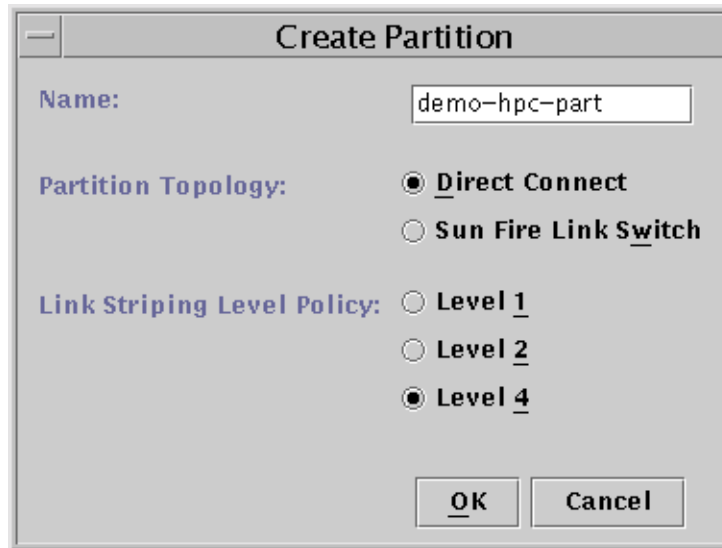 Create Partition
Name: demo-hpc-part
Partition Topology: Direct Connect
Sun Fire Link Switch
Link Striping Level Policy: Level 1
Level 2
Level 4
OK Cancel